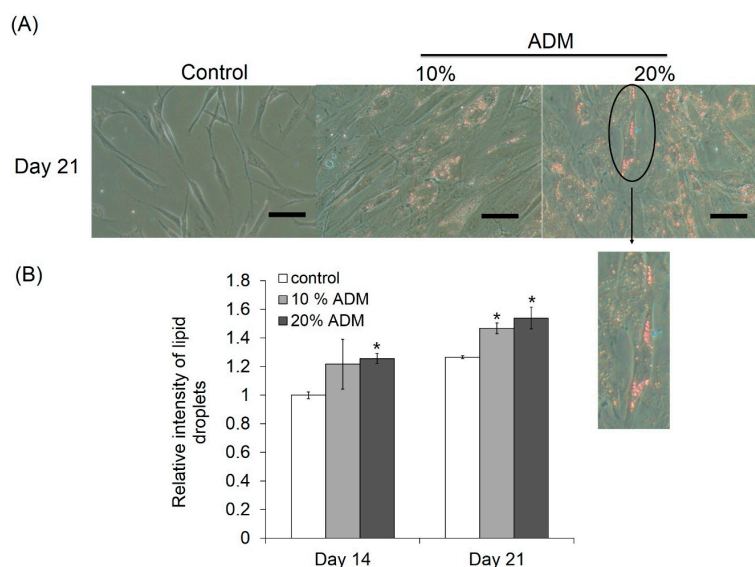 (A)
ADM
Control
10%
20%
Day 21
(B)
1.8
1.6
1.4
1.2
1
0.8
0.6
0.4
0.2
0
Relative intensity of lipid
droplets
control
10 % ADM
20% ADM
*
*
*
Day 14
Day 21